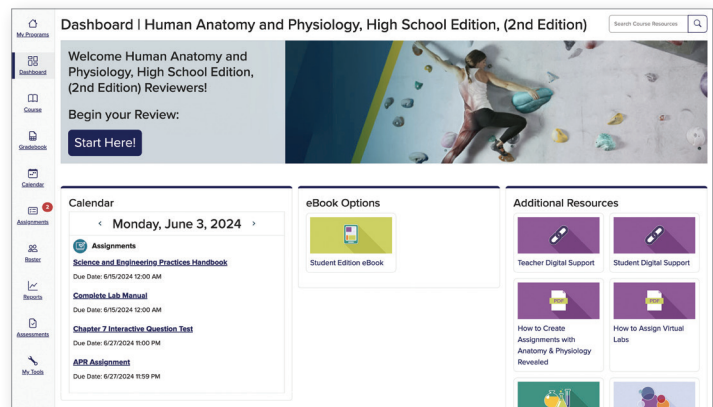 My Programs
Dashboard
Course
Gradebook
Calendar
2
Assignments
Roster
Reports
Assessments
My Tools
Dashboard | Human Anatomy and Physiology, High School Edition, (2nd Edition)
Search Course Resources
Welcome Human Anatomy and
Physiology, High School Edition,
(2nd Edition) Reviewers!
Begin your Review:
Start Here!
Calendar
‹ Monday, June 3, 2024 ›
Assignments
Science and Engineering Practices Handbook
Due Date: 6/15/2024 12:00 AM
Complete Lab Manual
Due Date: 6/15/2024 12:00 AM
Chapter 7 Interactive Question Test
Due Date: 6/27/2024 11:00 PM
APR Assignment
Due Date: 6/27/2024 11:59 PM
eBook Options
Student Edition eBook
Additional Resources
Teacher Digital Support
Student Digital Support
PDF
How to Create
Assignments with
Anatomy & Physiology
Revealed
PDF
How to Assign Virtual
Labs